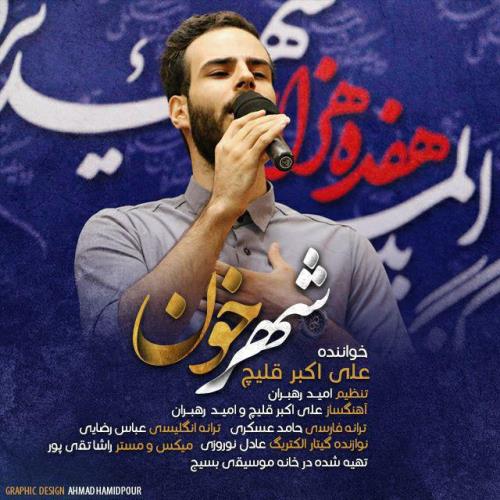 هفده هزار
شهر خون
خواننده
علی اکبر قلیچ
تنظیم امید رهبران
آهنگساز علی اکبر قلیچ و امید رهبران
ترانه فارسی حامد عسکری ترانه انگلیسی عباس رضایی
نوازنده گیتار الکتریک عادل نوروزی میکس و مستر راشا تقی پور
تهیه شده در خانه موسیقی بسیج
GRAPHIC DESIGN AHMAD HAMIDPOUR